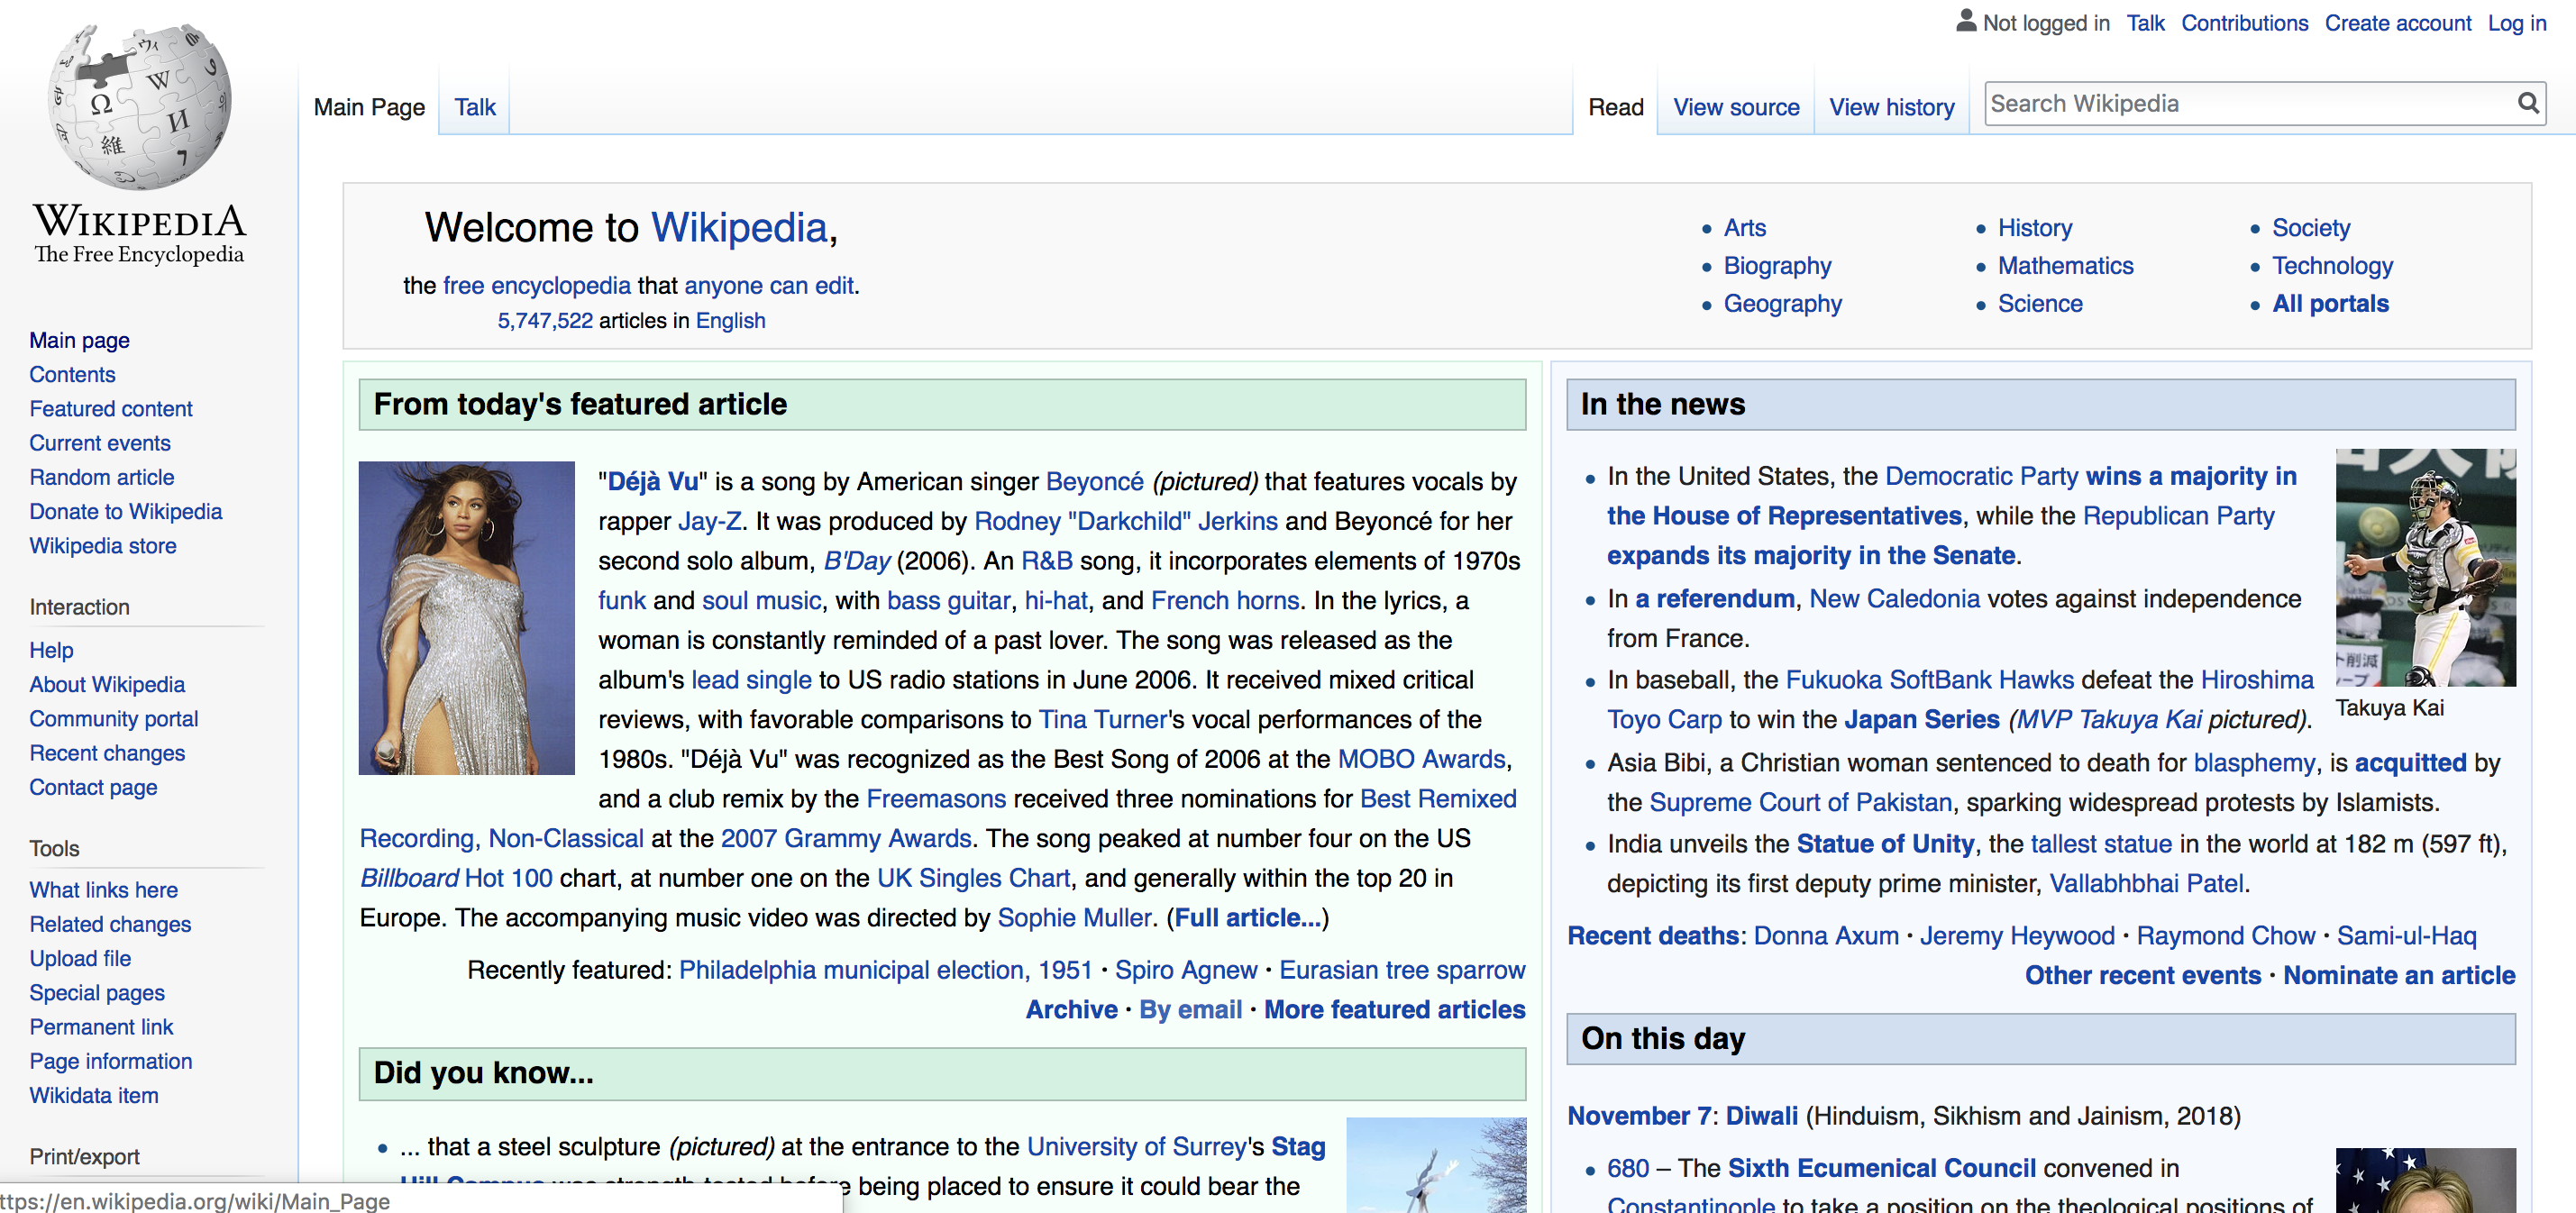 WIKIPEDIA
The Free Encyclopedia
Main page
Contents
Featured content
Current events
Random article
Donate to Wikipedia
Wikipedia store
Interaction
Help
About Wikipedia
Community portal
Recent changes
Contact page
Tools
What links here
Related changes
Upload file
Special pages
Permanent link
Page information
Wikidata item
Print/export
ttps://en.wikipedia.org/wiki/Main_Page
Not logged in Talk Contributions Create account Log in
Main Page Talk
Read View source View history Search Wikipedia
Welcome to Wikipedia,
the free encyclopedia that anyone can edit.
5,747,522 articles in English
Arts
Biography
Geography
History
Mathematics
Science
Society
Technology
All portals
From today's featured article
"Déjà Vu" is a song by American singer Beyoncé (pictured) that features vocals by
rapper Jay-Z. It was produced by Rodney "Darkchild" Jerkins and Beyoncé for her
second solo album, B'Day (2006). An R&B song, it incorporates elements of 1970s
funk and soul music, with bass guitar, hi-hat, and French horns. In the lyrics, a
woman is constantly reminded of a past lover. The song was released as the
album's lead single to US radio stations in June 2006. It received mixed critical
reviews, with favorable comparisons to Tina Turner's vocal performances of the
1980s. "Déjà Vu" was recognized as the Best Song of 2006 at the MOBO Awards,
and a club remix by the Freemasons received three nominations for Best Remixed
Recording, Non-Classical at the 2007 Grammy Awards. The song peaked at number four on the US
Billboard Hot 100 chart, at number one on the UK Singles Chart, and generally within the top 20 in
Europe. The accompanying music video was directed by Sophie Muller. (Full article...)
Recently featured: Philadelphia municipal election, 1951 · Spiro Agnew · Eurasian tree sparrow
Archive · By email · More featured articles
Did you know...
... that a steel sculpture (pictured) at the entrance to the University of Surrey's Stag
Hill Campus was strength-tested before being placed to ensure it could bear the
In the news
In the United States, the Democratic Party wins a majority in
the House of Representatives, while the Republican Party
expands its majority in the Senate.
In a referendum, New Caledonia votes against independence
from France.
In baseball, the Fukuoka SoftBank Hawks defeat the Hiroshima
Toyo Carp to win the Japan Series (MVP Takuya Kai pictured).
Takuya Kai
Asia Bibi, a Christian woman sentenced to death for blasphemy, is acquitted by
the Supreme Court of Pakistan, sparking widespread protests by Islamists.
India unveils the Statue of Unity, the tallest statue in the world at 182 m (597 ft),
depicting its first deputy prime minister, Vallabhbhai Patel.
Recent deaths: Donna Axum · Jeremy Heywood · Raymond Chow · Sami-ul-Haq
Other recent events · Nominate an article
On this day
November 7: Diwali (Hinduism, Sikhism and Jainism, 2018)
680 – The Sixth Ecumenical Council convened in
Constantinople to take a position on the theological positions of